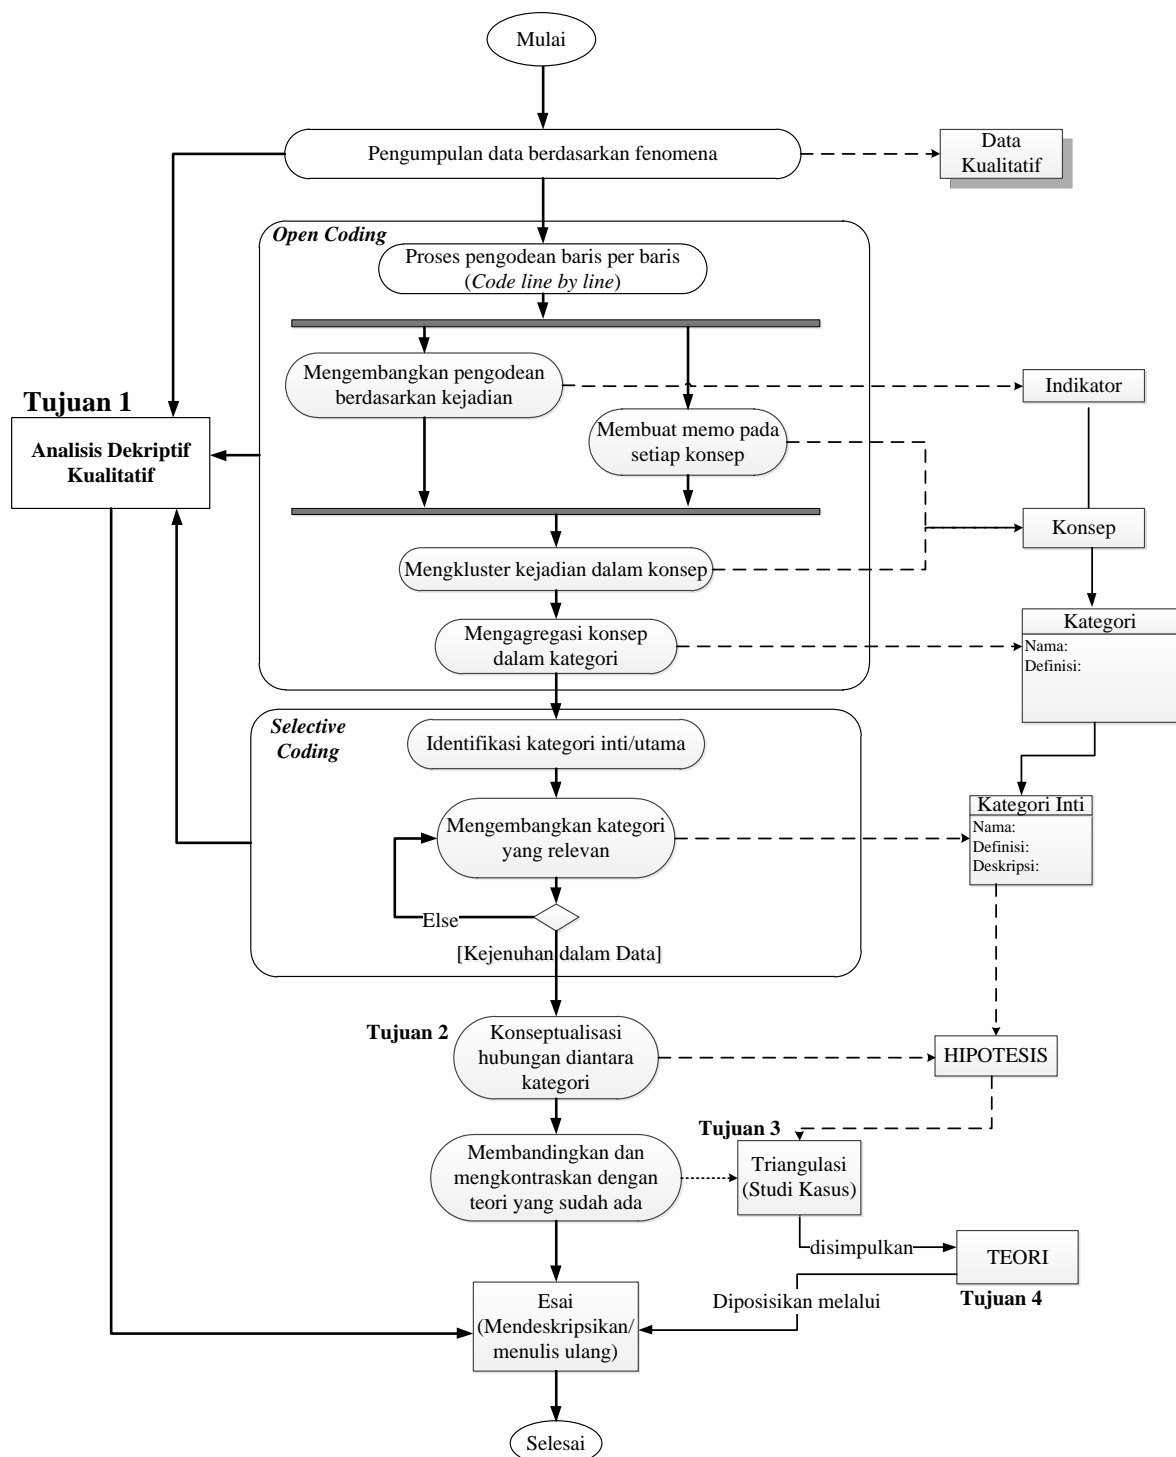 Mulai
Pengumpulan data berdasarkan fenomena
Data
Kualitatif
Open Coding
Proses pengodean baris per baris
(Code line by line)
Mengembangkan pengodean
berdasarkan kejadian
Indikator
Tujuan 1
Analisis Dekriptif
Kualitatif
Membuat memo pada
setiap konsep
Konsep
Mengkluster kejadian dalam konsep
Mengagregasi konsep
dalam kategori
Kategori
Nama:
Definisi:
Selective
Coding
Identifikasi kategori inti/utama
Mengembangkan kategori
yang relevan
Kategori Inti
Nama:
Definisi:
Deskripsi:
Else
[Kejenuhan dalam Data]
Tujuan 2
Konseptualisasi
hubungan diantara
kategori
HIPOTESIS
Membandingkan dan
mengkontraskan dengan
teori yang sudah ada
Tujuan 3
Triangulasi
(Studi Kasus)
disimpulkan
TEORI
Tujuan 4
Diposisikan melalui
Esai
(Mendeskripsikan/
menulis ulang)
Selesai